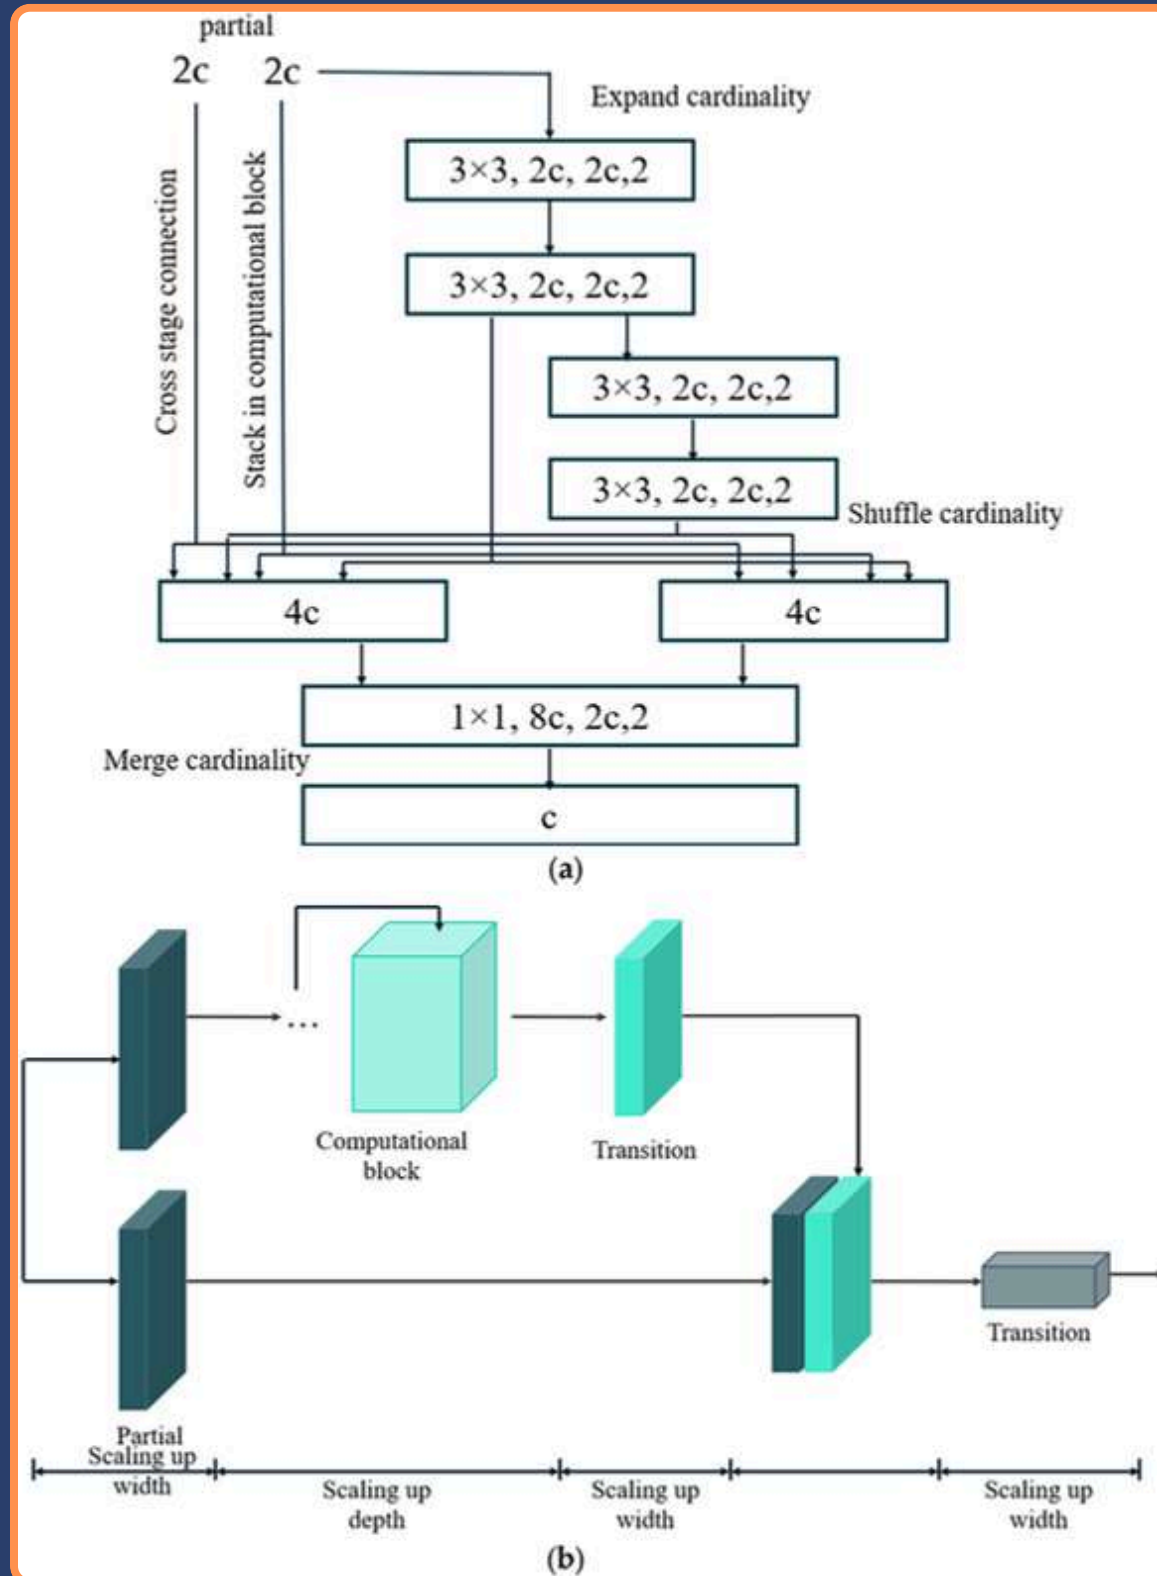 partial
2c
2c
Expand cardinality
3×3, 2c, 2c,2
3×3, 2c, 2c,2
Cross stage connection
Stack in computational block
3×3, 2c, 2c,2
3×3, 2c, 2c,2
Shuffle cardinality
4c
4c
1×1, 8c, 2c,2
Merge cardinality
c
(a)
...
Computational
block
Transition
Transition
Partial
Scaling up
width
Scaling up
depth
Scaling up
width
Scaling up
width
(b)